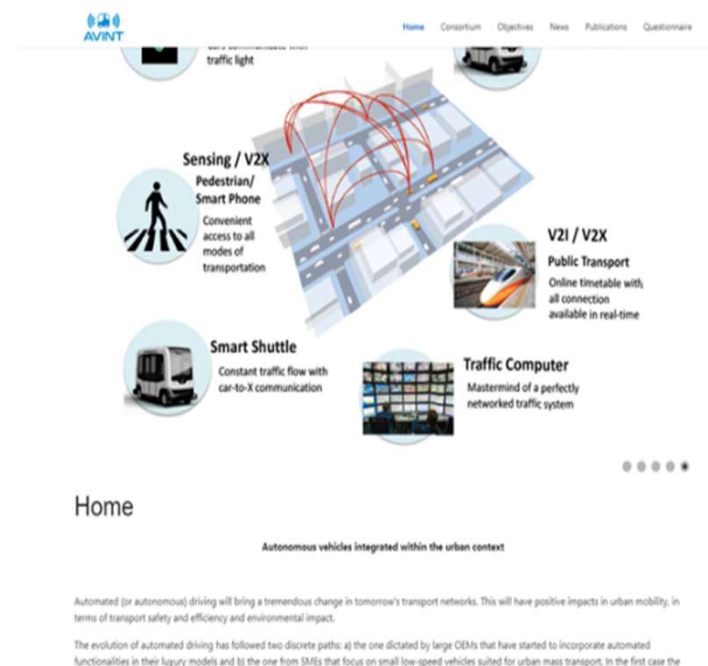 AVINT
Home Consortium Objectives News Publications Questionnaire
traffic light
Sensing / V2X
Pedestrian/
Smart Phone
Convenient
access to all
modes of
transportation
V2I / V2X
Public Transport
Online timetable with
all connection
available in real-time
Smart Shuttle
Constant traffic flow with
car-to-X communication
Traffic Computer
Mastermind of a perfectly
networked traffic system
Home
Autonomous vehicles integrated within the urban context
Automated (or autonomous) driving will bring a tremendous change in tomorrow's transport networks. This will have positive impacts in urban mobility, in
terms of transport safety and efficiency and environmental impact.
The evolution of automated driving has followed two discrete paths: a) the one dictated by large OEMs that have started to incorporate automated
functionalities in their luxury models and b) the one from SMEs that focus on small low-speed vehicles suited for urban mass transport. In the first case the